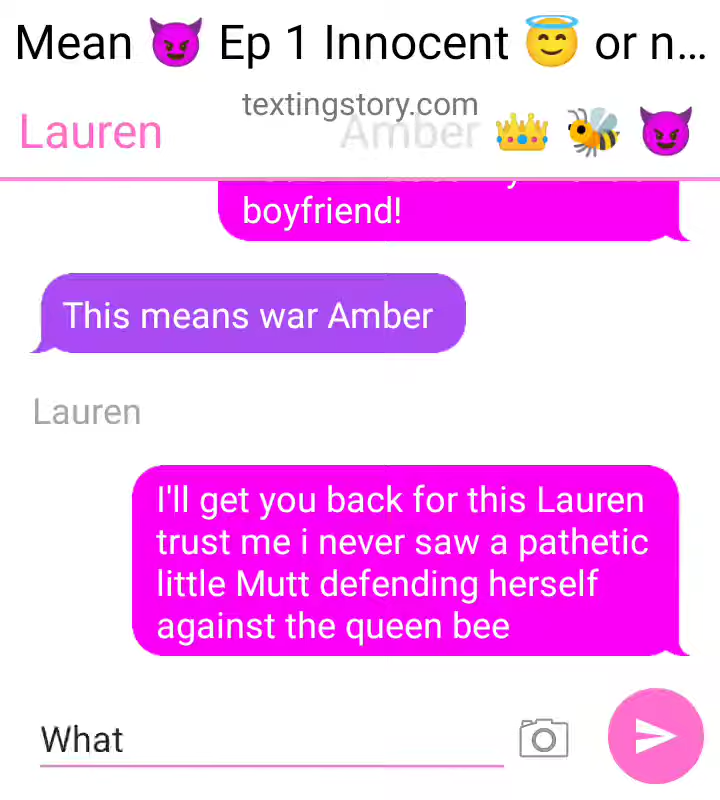 Mean 😈 Ep 1 Innocent 😇 or n...
textingstory.com
Lauren
Amber 👑 🐝 😈
boyfriend!
This means war Amber
Lauren
I'll get you back for this Lauren
trust me i never saw a pathetic
little Mutt defending herself
against the queen bee
What